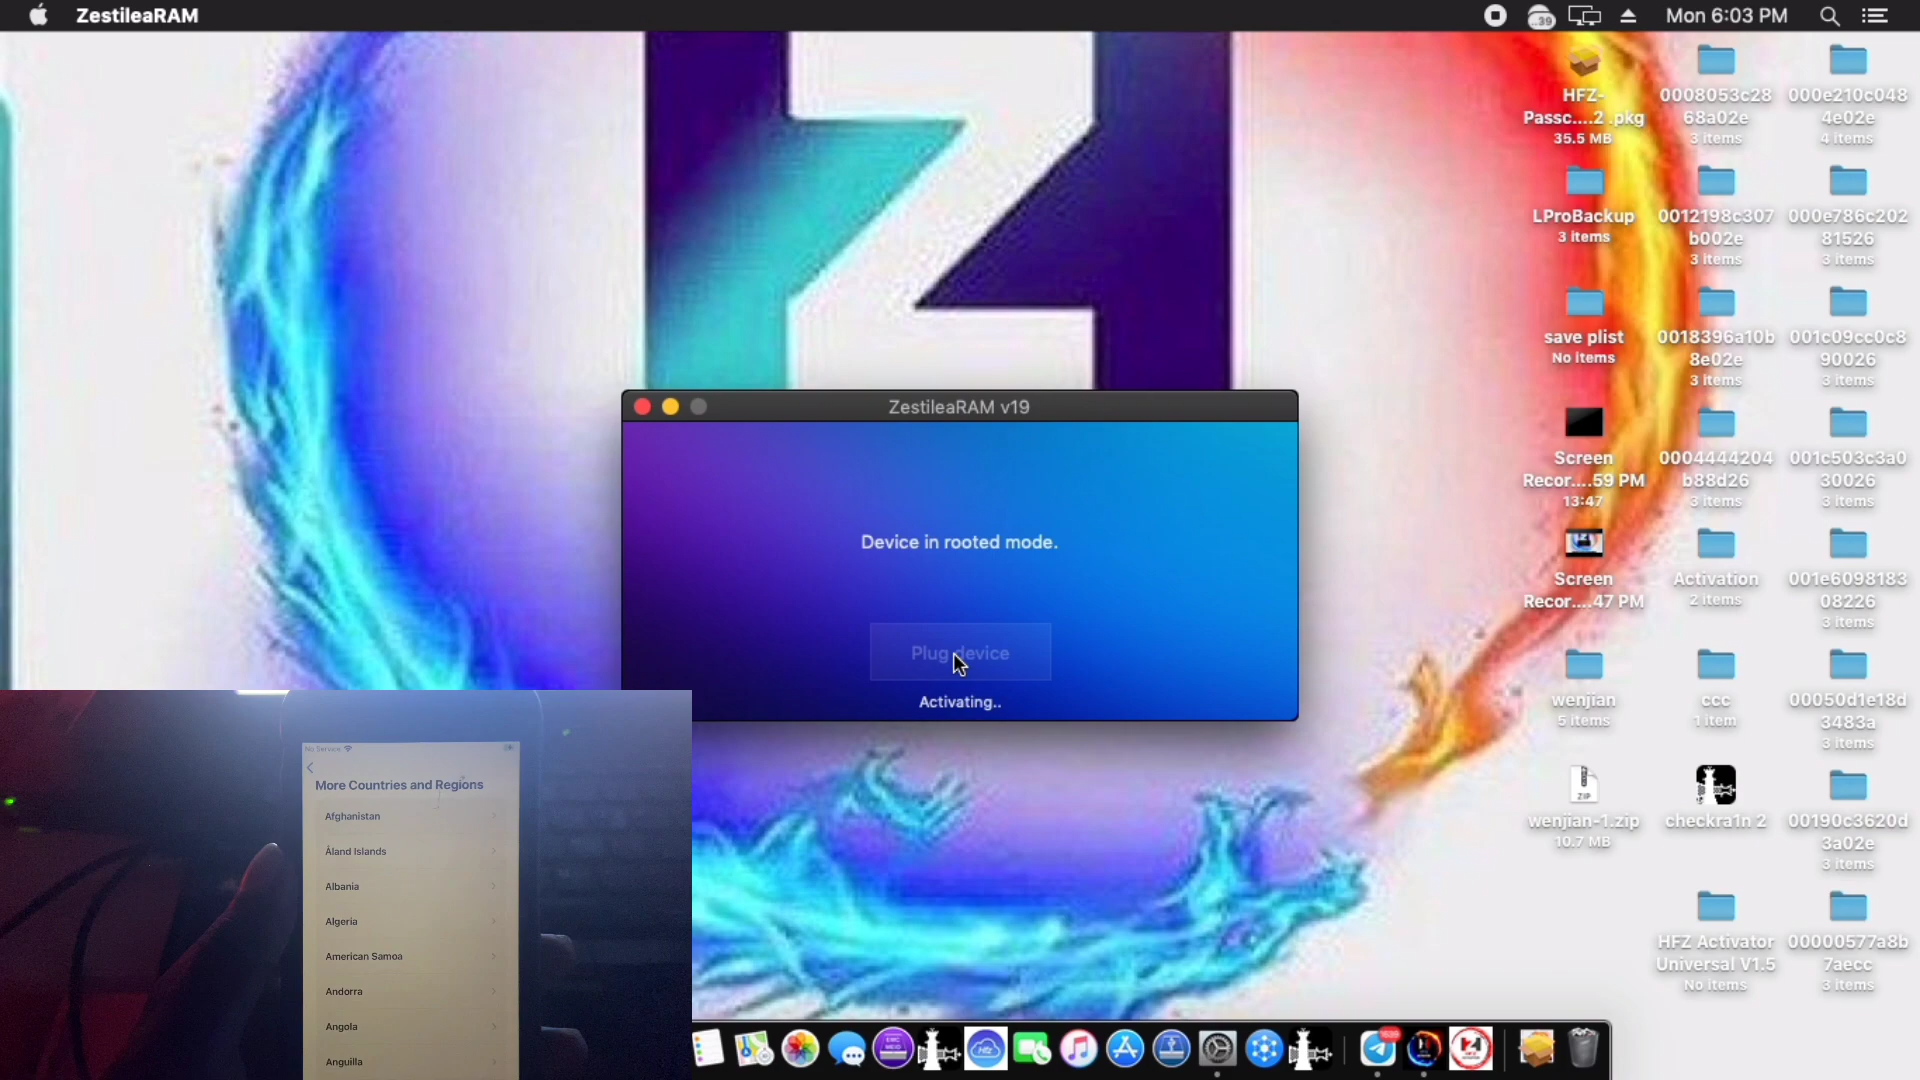 ZestileaRAM
39
Mon 6:03 PM
HFZ-
Passc....2 .pkg
35.5 MB
0008053c28
68a02e
3 items
000e210c048
4e02e
4 items
LProBackup
3 items
0012198c307
b002e
3 items
000e786c202
81526
3 items
save plist
No items
0018396a10b
8e02e
3 items
001c09cc0c8
90026
3 items
ZestileaRAM v19
Device in rooted mode.
Plug device
Activating..
Screen
Recor....59 PM
13:47
0004444204
b88d26
3 items
001c503c3a0
30026
3 items
Screen
Recor....47 PM
Activation
2 items
001e6098183
08226
3 items
wenjian
5 items
ccc
1 item
00050d1e18d
3483a
3 items
ZIP
wenjian-1.zip
10.7 MB
checkra1n 2
00190c3620d
3a02e
3 items
HFZ Activator
Universal V1.5
No items
00000577a8b
7aecc
3 items
No Service
More Countries and Regions
Afghanistan
Åland Islands
Albania
Algeria
American Samoa
Andorra
Angola
Anguilla